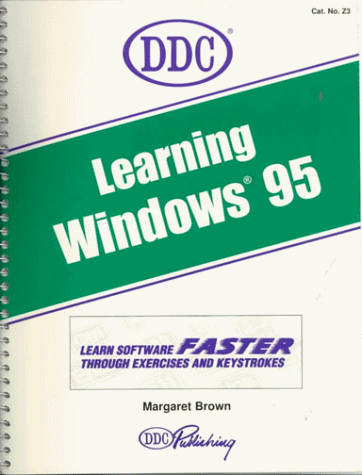 Cat. No. Z3
DDC®
Learning
Windows® 95
LEARN SOFTWARE FASTER
THROUGH EXERCISES AND KEYSTROKES
Margaret Brown
DDC Publishing